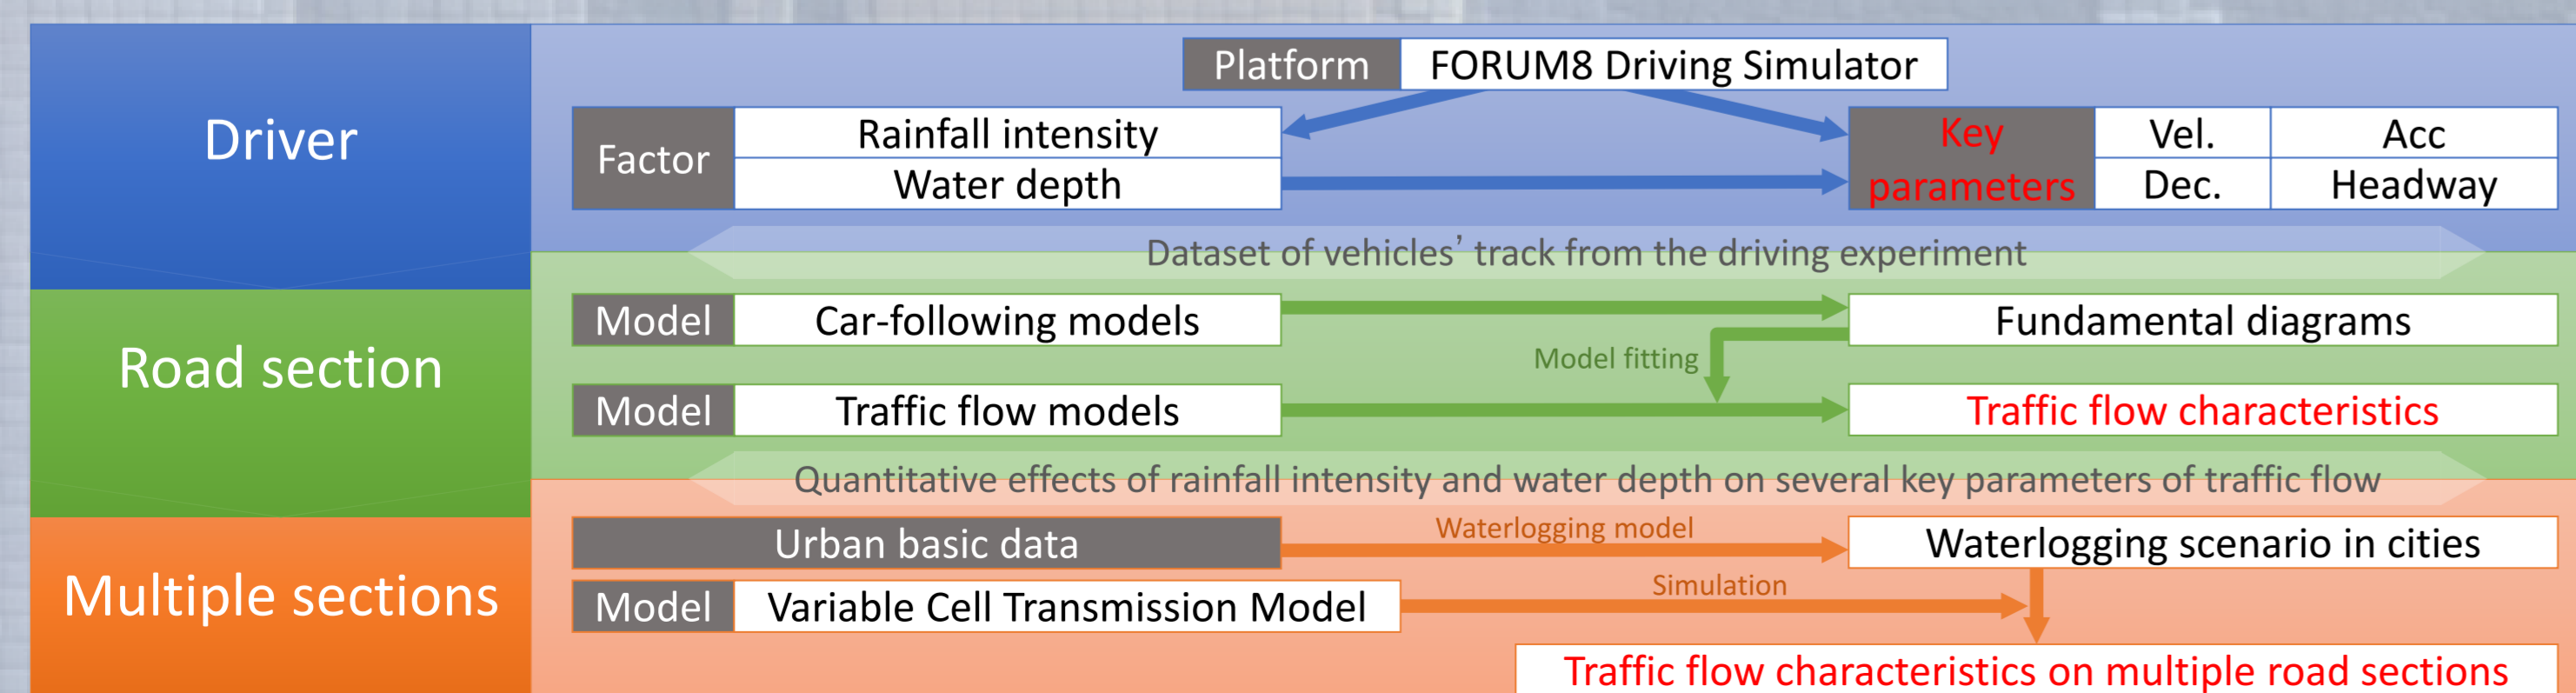 Driver
Platform FORUM8 Driving Simulator
Factor
Rainfall intensity
Water depth
Key
parameters
Vel. Acc
Dec. Headway
Dataset of vehicles’ track from the driving experiment
Road section
Model Car-following models
Fundamental diagrams
Model fitting
Model Traffic flow models
Traffic flow characteristics
Quantitative effects of rainfall intensity and water depth on several key parameters of traffic flow
Multiple sections
Urban basic data
Waterlogging model
Waterlogging scenario in cities
Model Variable Cell Transmission Model
Simulation
Traffic flow characteristics on multiple road sections